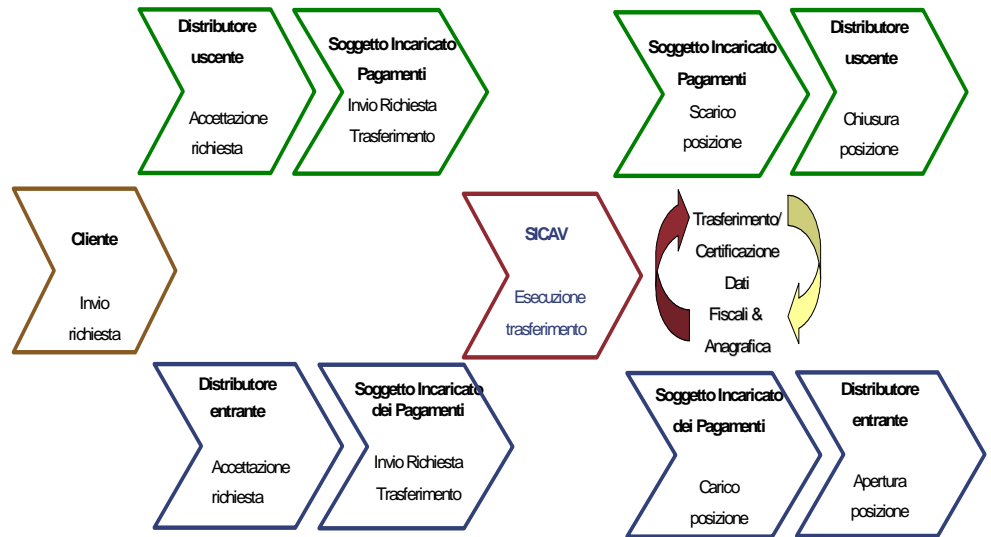 Distributore
uscente
Accettazione
richiesta
Soggetto Incaricato
Pagamenti
Invio Richiesta
Trasferimento
Soggetto Incaricato
Pagamenti
Scarico
posizione
Distributore
uscente
Chiusura
posizione
Cliente
Invio
richiesta
SICAV
Esecuzione
trasferimento
Trasferimento/
Certificazione
Dati
Fiscali &
Anagrafica
Distributore
entrante
Accettazione
richiesta
Soggetto Incaricato
dei Pagamenti
Invio Richiesta
Trasferimento
Soggetto Incaricato
dei Pagamenti
Carico
posizione
Distributore
entrante
Apertura
posizione